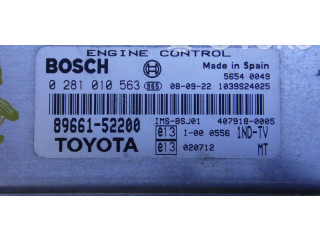 ENGINE CONTROL
BOSCH Made in Spain
5654 0049
0 281 010 563 865 08-09-22 1039S24025
89661-52200 IMS-BSJ01 407918-0005
e13 I-00 0556 1ND-TV
TOYOTA e13 020712 MT